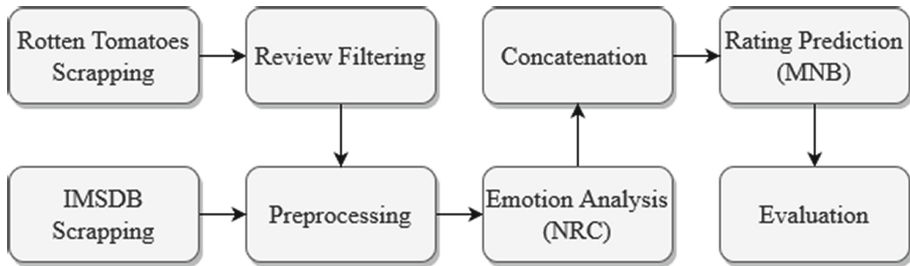 Rotten Tomatoes
Scrapping
Review Filtering
Concatenation
Rating Prediction
(MNB)
IMSDB
Scrapping
Preprocessing
Emotion Analysis
(NRC)
Evaluation